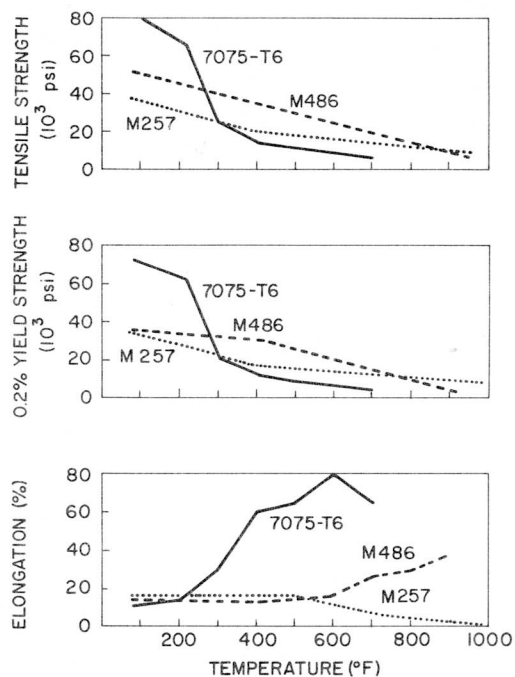 TENSILE STRENGTH
(10³ psi)
80
60
40
20
0
7075-T6
M486
M257
0.2% YIELD STRENGTH
(10³ psi)
80
60
40
20
0
7075-T6
M486
M 257
ELONGATION (%)
80
60
40
20
0
7075-T6
M486
M257
200
400
600
800
1000
TEMPERATURE (°F)